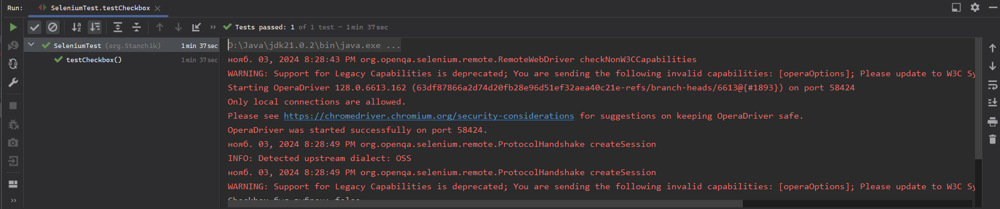 Run: SeleniumTest.testCheckbox
Tests passed: 1 of 1 test – 1 min 37 sec
SeleniumTest (org.Stanchik) 1 min 37 sec
testCheckbox() 1 min 37 sec
D:\Java\jdk21.0.2\bin\java.exe ...
нояб. 03, 2024 8:28:43 PM org.openqa.selenium.remote.RemoteWebDriver checkNonW3CCapabilities
WARNING: Support for Legacy Capabilities is deprecated; You are sending the following invalid capabilities: [operaOptions]; Please update to W3C Sy
Starting OperaDriver 128.0.6613.162 (63df87866a2d74d20fb28e96d51ef32aea40c21e-refs/branch-heads/6613@{#1893}) on port 58424
Only local connections are allowed.
Please see https://chromedriver.chromium.org/security-considerations for suggestions on keeping OperaDriver safe.
OperaDriver was started successfully on port 58424.
нояб. 03, 2024 8:28:49 PM org.openqa.selenium.remote.ProtocolHandshake createSession
INFO: Detected upstream dialect: OSS
нояб. 03, 2024 8:28:49 PM org.openqa.selenium.remote.ProtocolHandshake createSession
WARNING: Support for Legacy Capabilities is deprecated; You are sending the following invalid capabilities: [operaOptions]; Please update to W3C Sy